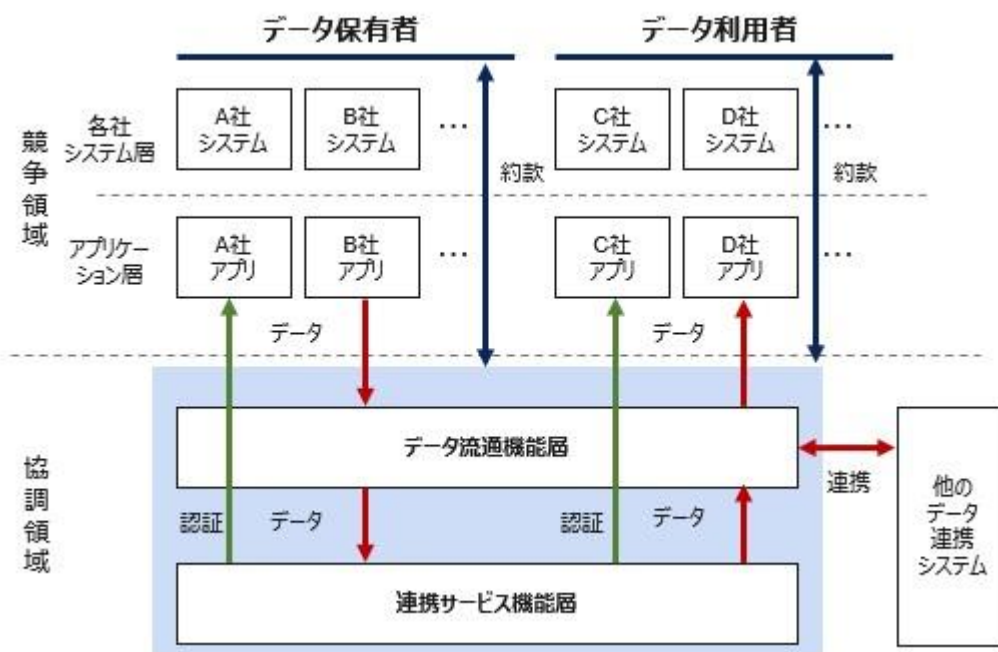 データ保有者
データ利用者
競争領域
各社
システム層
A社
システム
B社
システム
…
約款
C社
システム
D社
システム
…
約款
アプリケー
ション層
A社
アプリ
B社
アプリ
…
C社
アプリ
D社
アプリ
…
データ
データ
協調領域
データ流通機能層
連携
他の
データ
連携
システム
認証
データ
認証
データ
連携サービス機能層